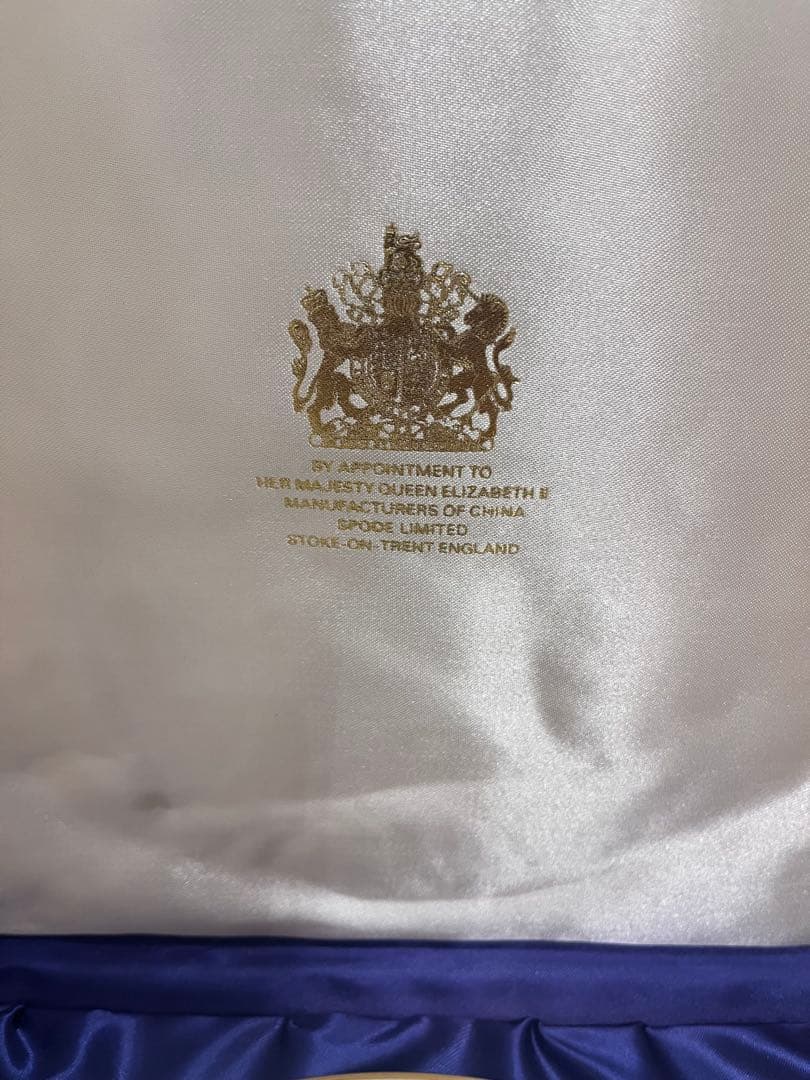 BY APPOINTMENT TO
HER MAJESTY QUEEN ELIZABETH II
MANUFACTURERS OF CHINA
SPODE LIMITED
STOKE-ON-TRENT ENGLAND